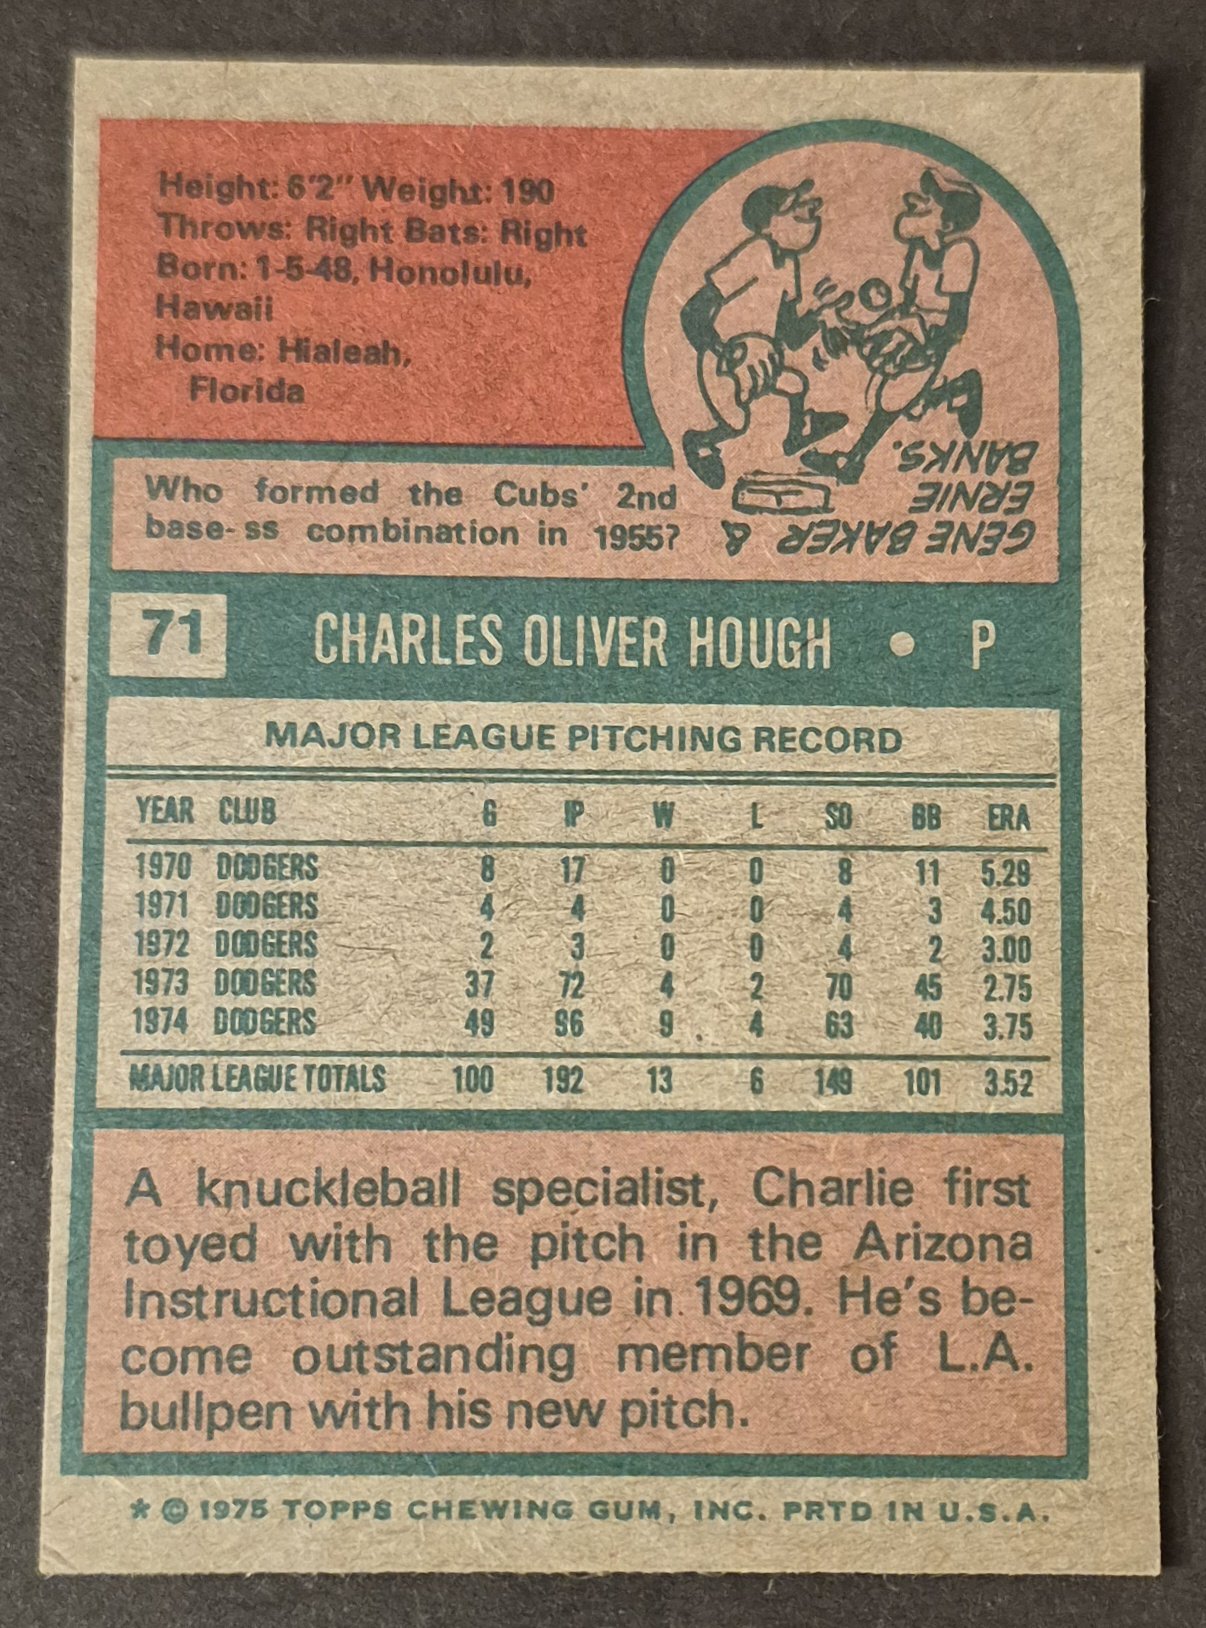 Height: 6'2" Weight: 190
Throws: Right Bats: Right
Born: 1-5-48, Honolulu,
Hawaii
Home: Hialeah,
Florida
Who formed the Cubs' 2nd
base- ss combination in 1955?
GENE BAKER &
ERNIE
BANKS.
71 CHARLES OLIVER HOUGH • P
MAJOR LEAGUE PITCHING RECORD
YEAR CLUB G IP W L SO BB ERA
1970 DODGERS 8 17 0 0 8 11 5.29
1971 DODGERS 4 4 0 0 4 3 4.50
1972 DODGERS 2 3 0 0 4 2 3.00
1973 DODGERS 37 72 4 2 70 45 2.75
1974 DODGERS 49 96 9 4 63 40 3.75
MAJOR LEAGUE TOTALS 100 192 13 6 149 101 3.52
A knuckleball specialist, Charlie first
toyed with the pitch in the Arizona
Instructional League in 1969. He's be-
come outstanding member of L.A.
bullpen with his new pitch.
* © 1975 TOPPS CHEWING GUM, INC. PRTD IN U.S.A.